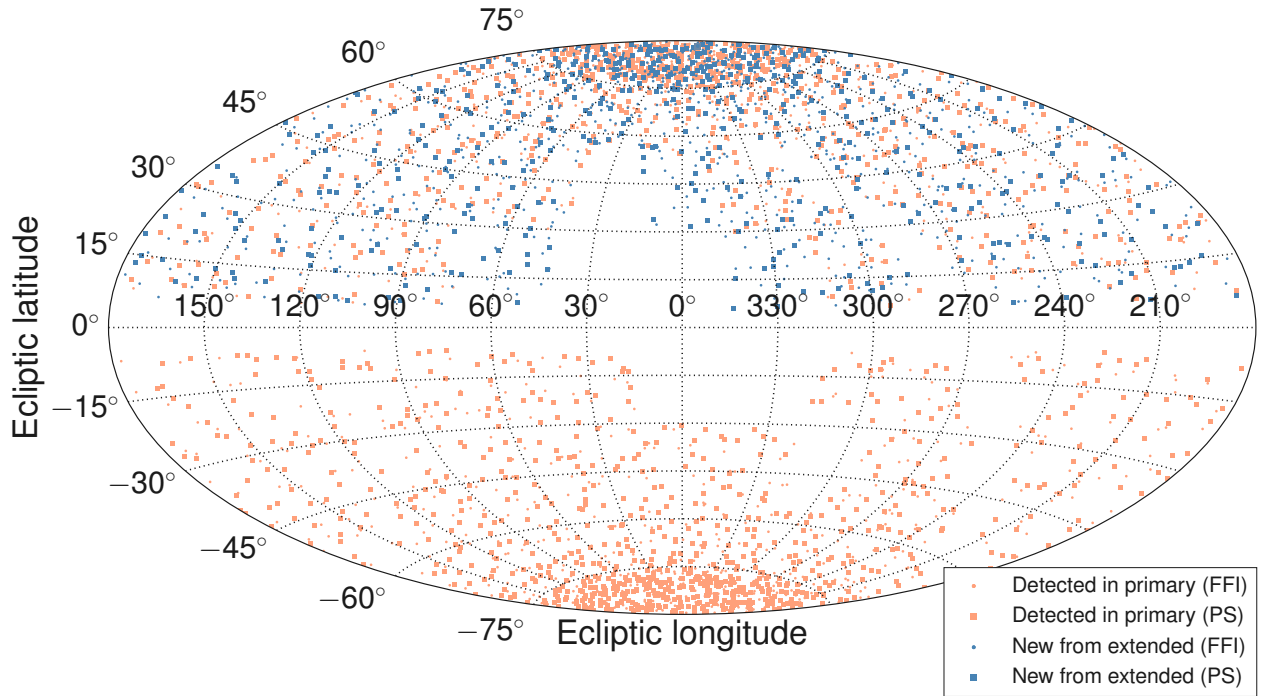 75°
60°
45°
30°
15°
0°
−15°
−30°
−45°
−60°
−75°
150° 120° 90° 60° 30° 0° 330° 300° 270° 240° 210°
Ecliptic latitude
Ecliptic longitude
Detected in primary (FFI)
Detected in primary (PS)
New from extended (FFI)
New from extended (PS)